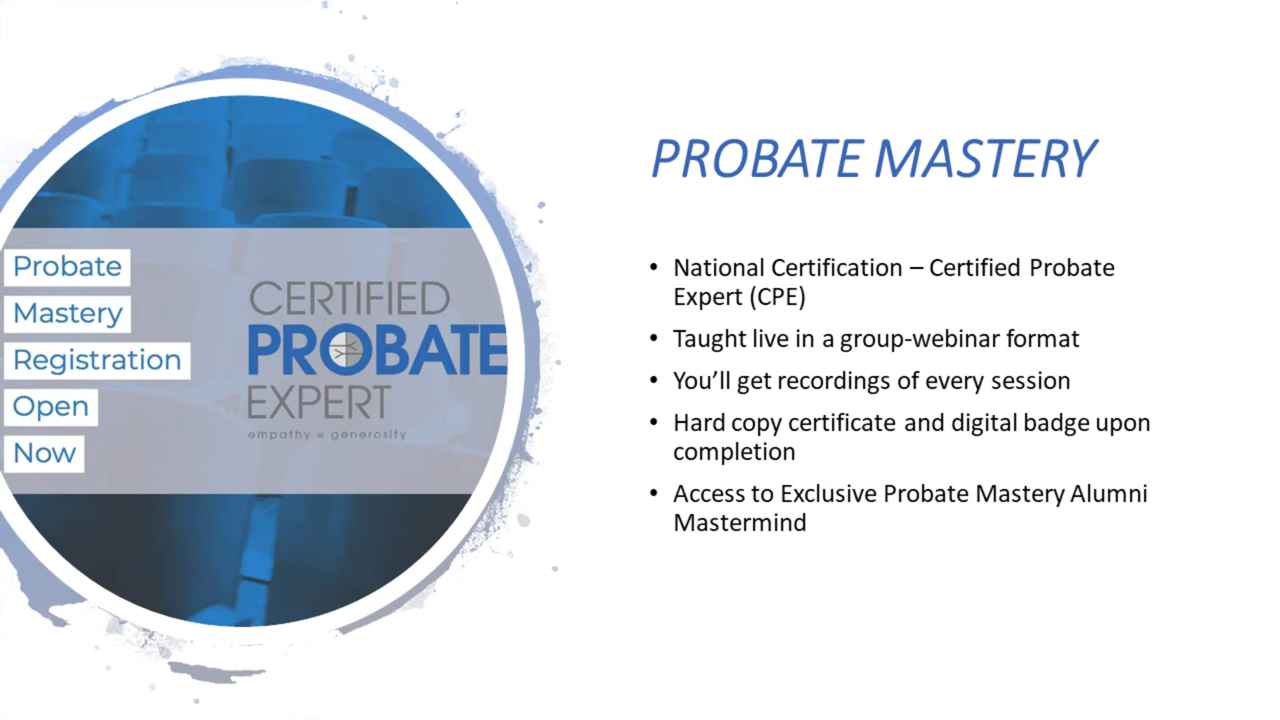 Probate
Mastery
Registration
Open
Now
CERTIFIED
PROBATE
EXPERT
empathy = generosity
PROBATE MASTERY
• National Certification – Certified Probate
Expert (CPE)
• Taught live in a group-webinar format
• You’ll get recordings of every session
• Hard copy certificate and digital badge upon
completion
• Access to Exclusive Probate Mastery Alumni
Mastermind